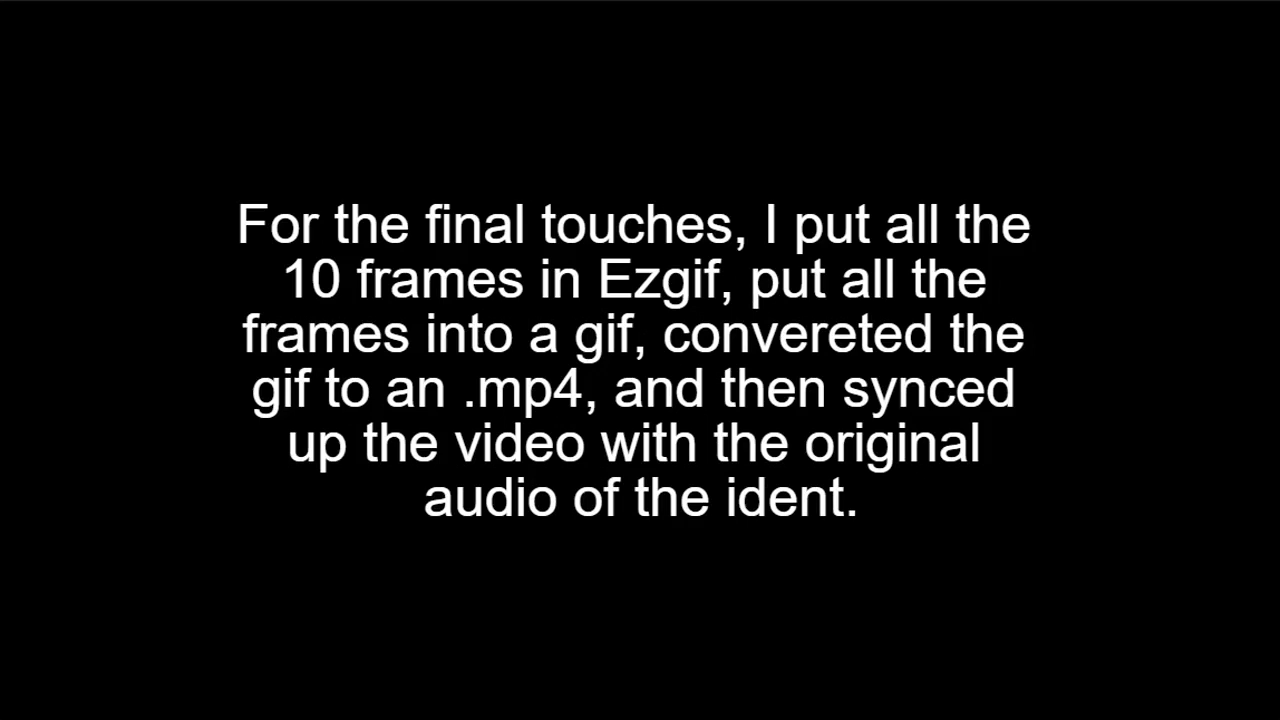 For the final touches, I put all the
10 frames in Ezgif, put all the
frames into a gif, convereted the
gif to an .mp4, and then synced
up the video with the original
audio of the ident.